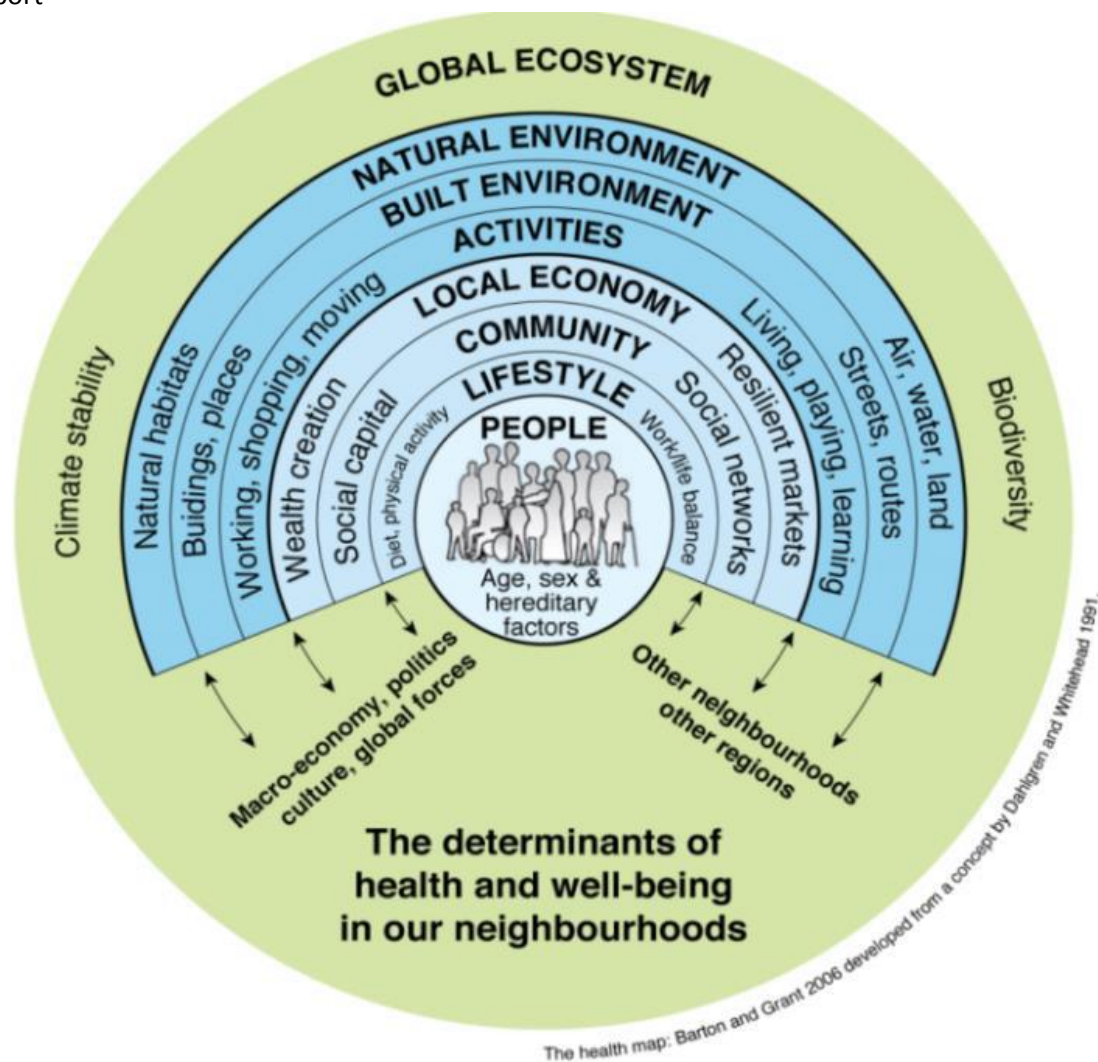 GLOBAL ECOSYSTEM
NATURAL ENVIRONMENT
BUILT ENVIRONMENT
ACTIVITIES
LOCAL ECONOMY
COMMUNITY
LIFESTYLE
PEOPLE
Age, sex &
hereditary
factors
Climate stability
Natural habitats
Buidings, places
Working, shopping, moving
Wealth creation
Social capital
Diet, physical activity
Work/life balance
Social networks
Resilient markets
Living, playing, learning
Streets, routes
Air, water, land
Biodiversity
Macro-economy, politics
culture, global forces
Other neighbourhoods
other regions
The determinants of
health and well-being
in our neighbourhoods
The health map: Barton and Grant 2006 developed from a concept by Dahlgren and Whitehead 1991.